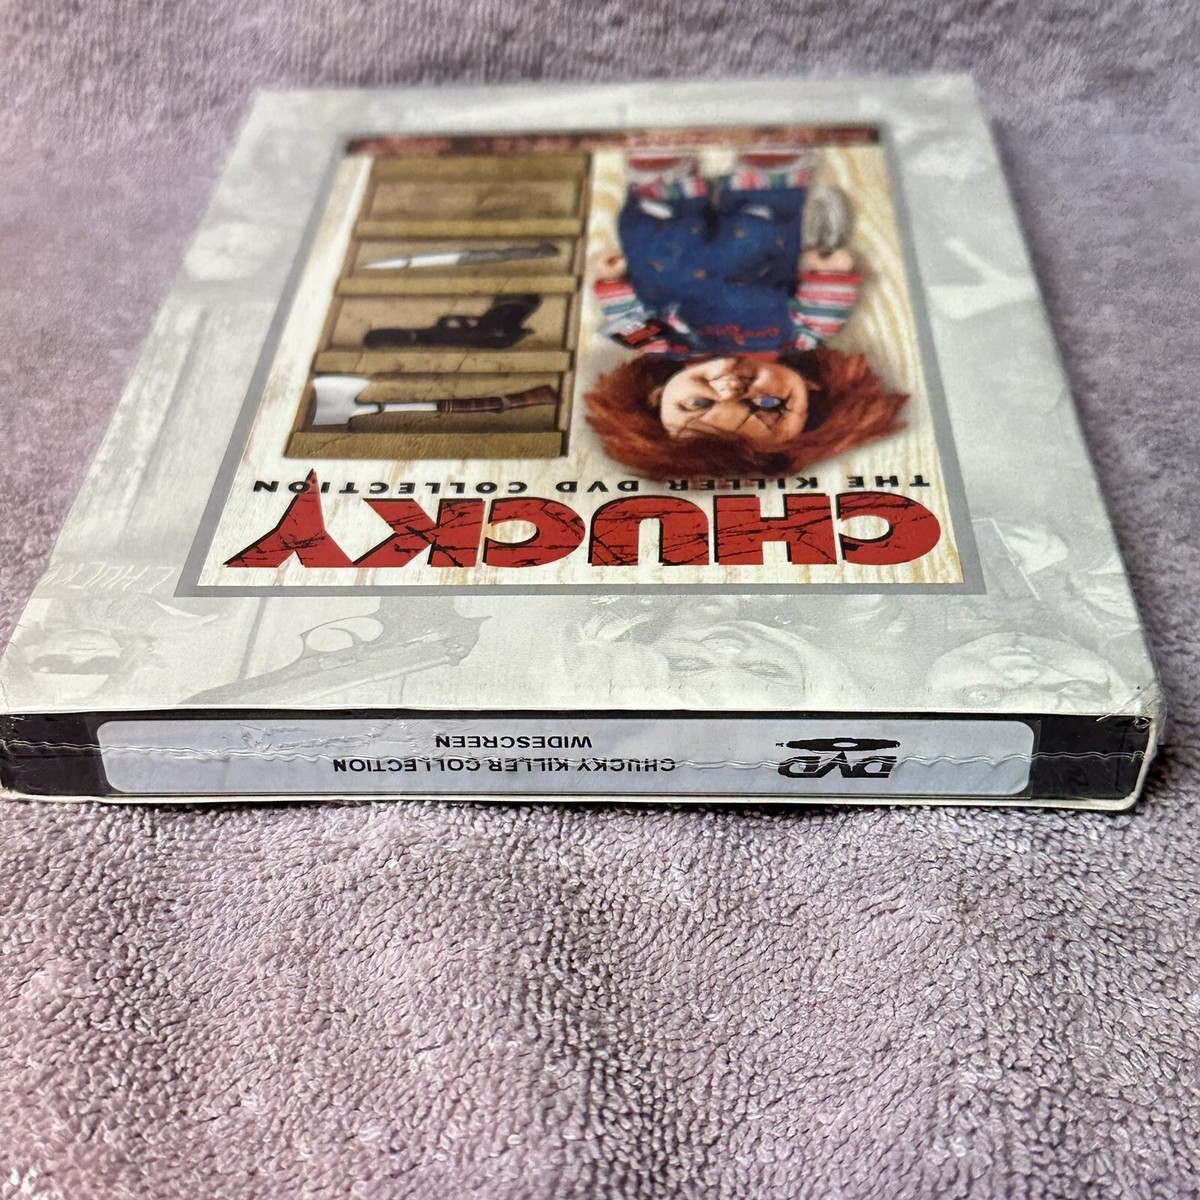 CHUCKY
THE KILLER DVD COLLECTION
DVD
CHUCKY KILLER COLLECTION
WIDESCREEN